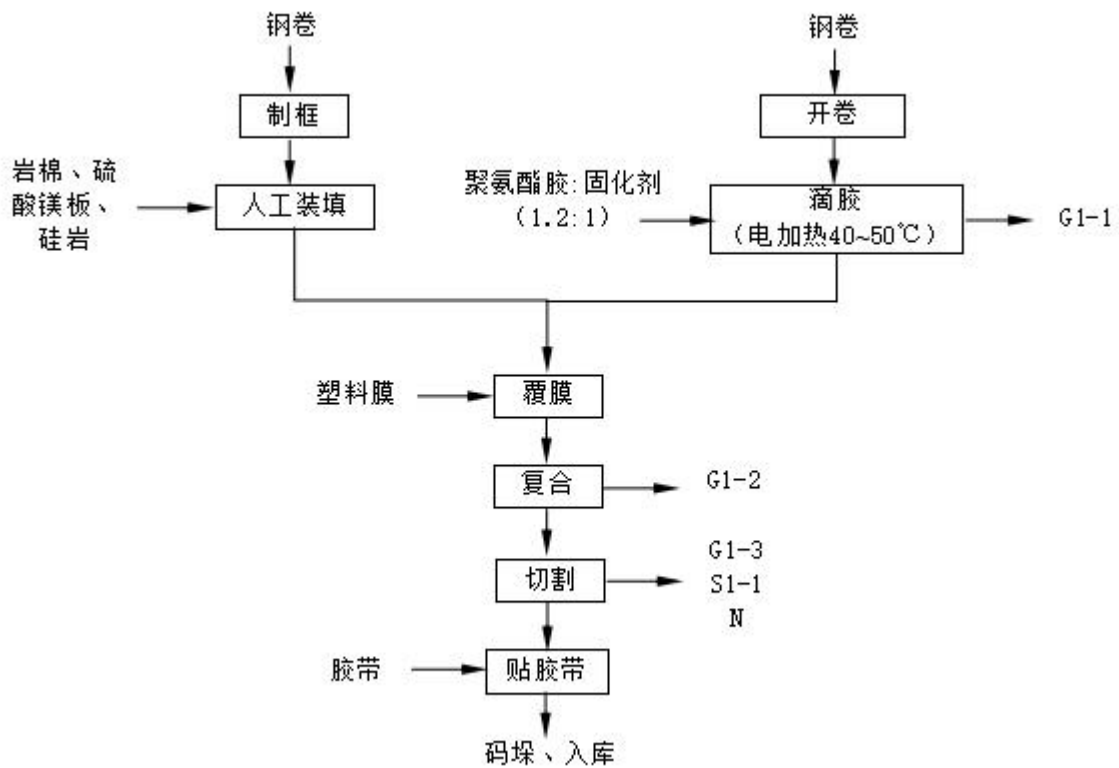 钢卷
钢卷
制框
开卷
岩棉、硫
酸镁板、
硅岩
人工装填
聚氨酯胶:固化剂
(1.2:1)
滴胶
(电加热40~50℃)
G1-1
塑料膜
覆膜
复合
G1-2
切割
G1-3
S1-1
N
胶带
贴胶带
码垛、入库